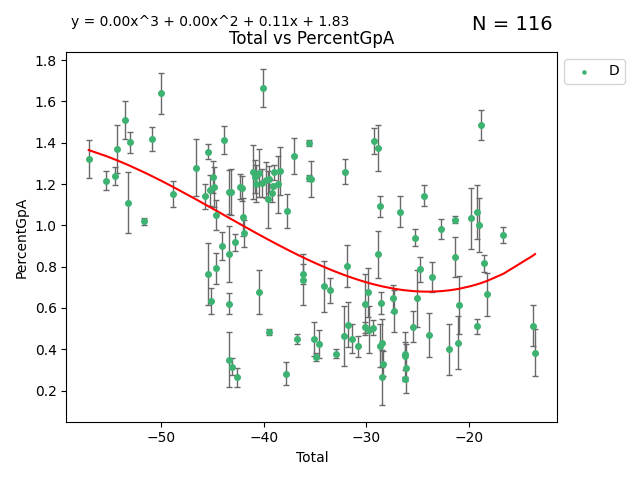 y = 0.00x^3 + 0.00x^2 + 0.11x + 1.83
N = 116
Total vs PercentGpA
D
PercentGpA
1.8
1.6
1.4
1.2
1.0
0.8
0.6
0.4
0.2
−50 −40 −30 −20
Total